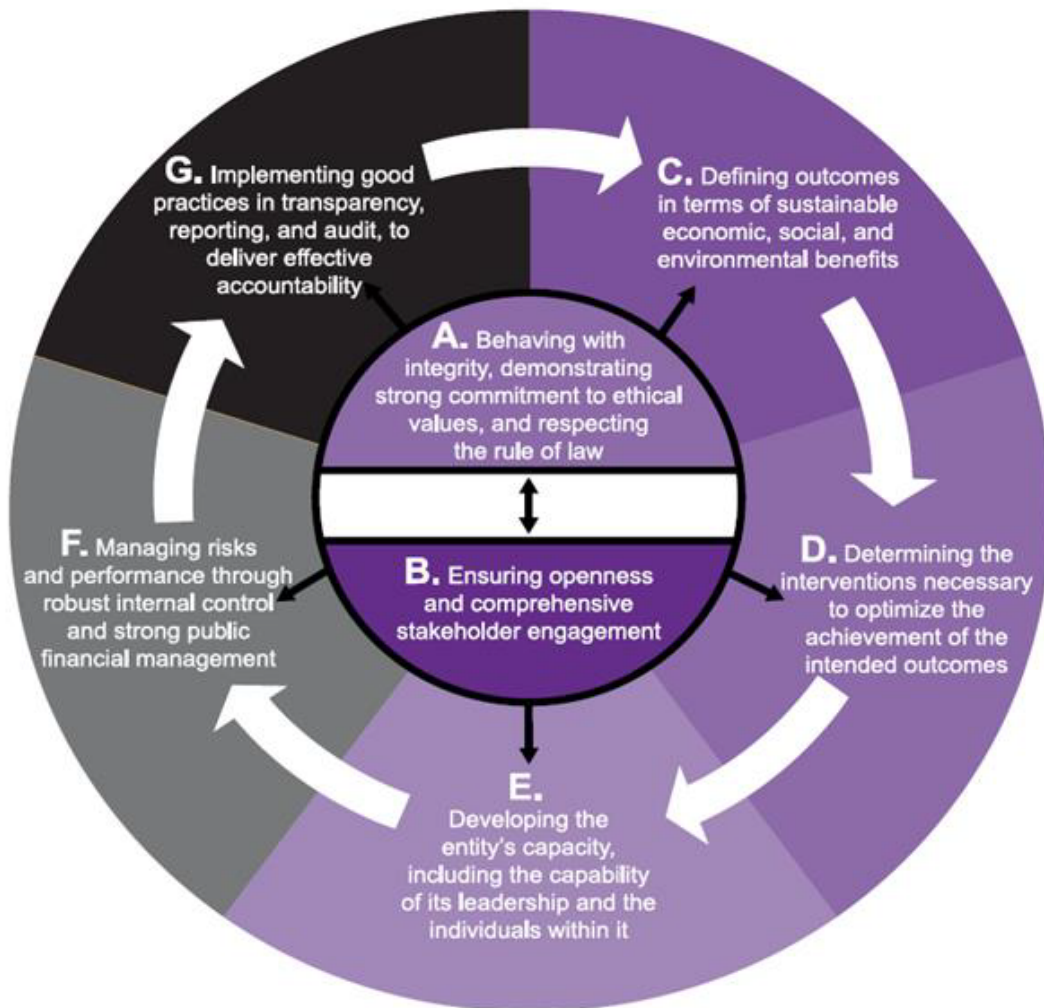 G. Implementing good
practices in transparency,
reporting, and audit, to
deliver effective
accountability
C. Defining outcomes
in terms of sustainable
economic, social, and
environmental benefits
A. Behaving with
integrity, demonstrating
strong commitment to ethical
values, and respecting
the rule of law
B. Ensuring openness
and comprehensive
stakeholder engagement
F. Managing risks
and performance through
robust internal control
and strong public
financial management
D. Determining the
interventions necessary
to optimize the
achievement of the
intended outcomes
E.
Developing the
entity's capacity,
including the capability
of its leadership and the
individuals within it